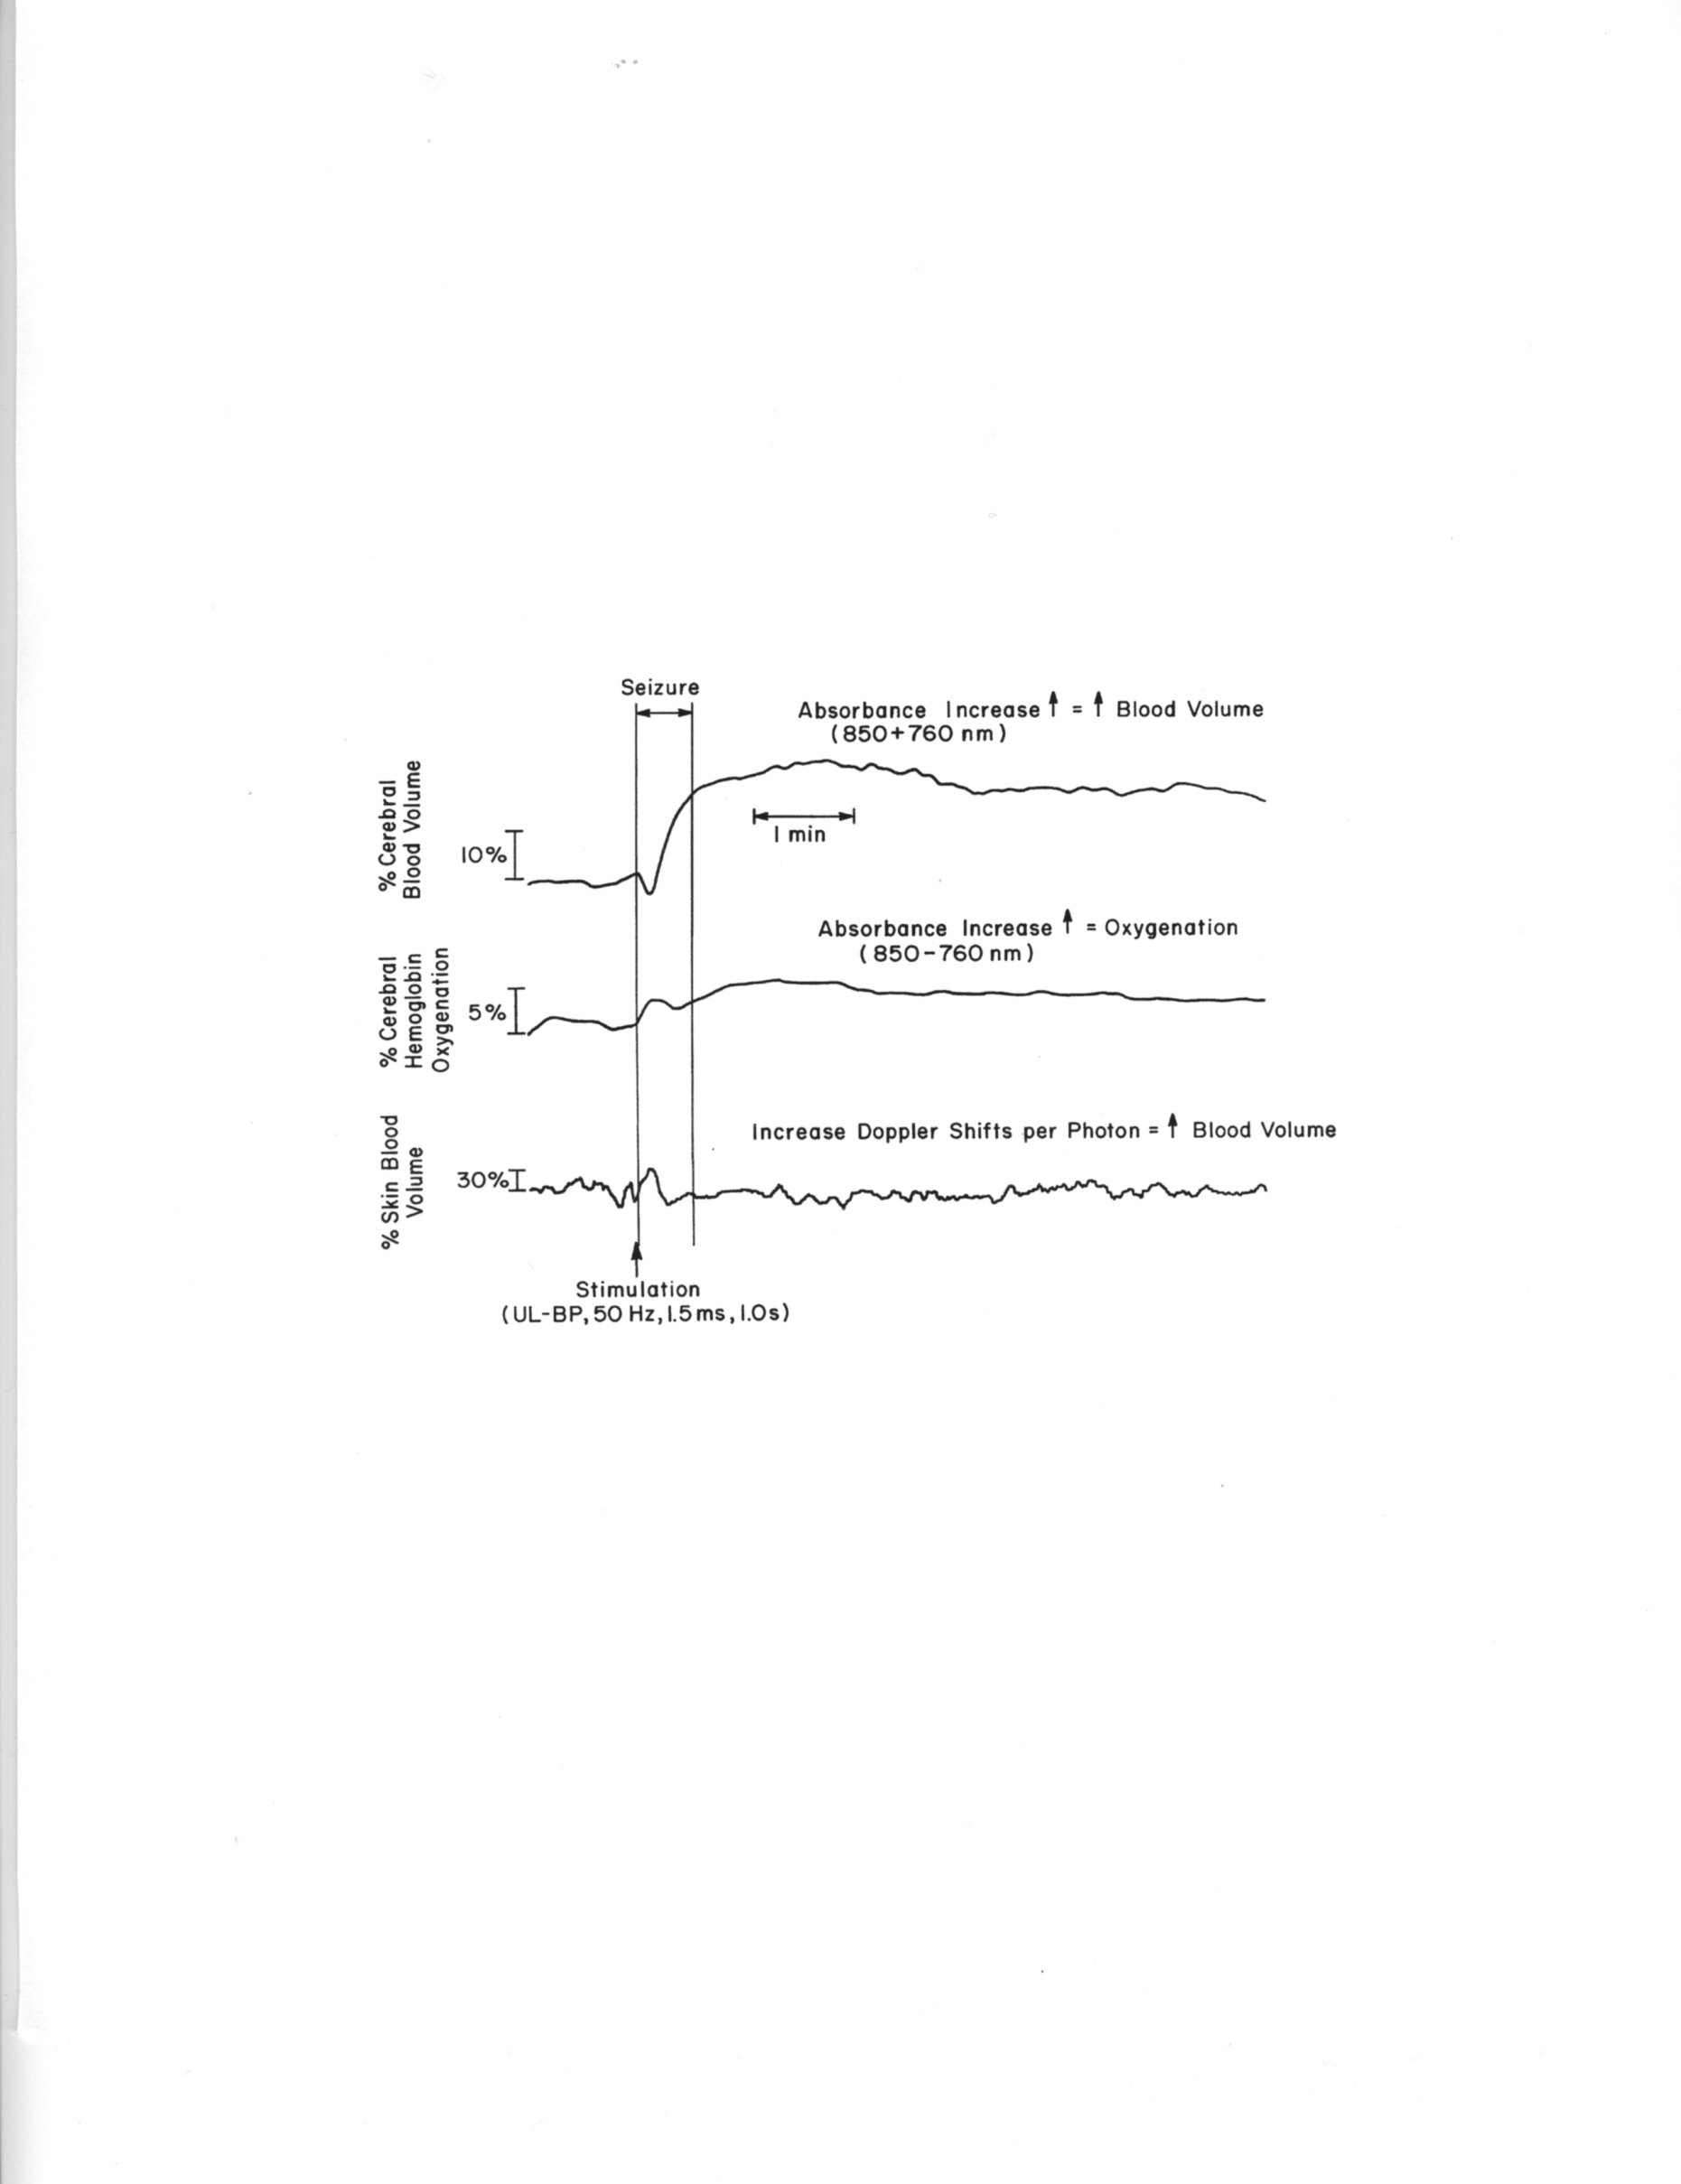 Seizure
Absorbance Increase ↑ = ↑ Blood Volume
(850+760 nm)
% Cerebral
Blood Volume
10%
1 min
Absorbance Increase ↑ = Oxygenation
(850-760 nm)
% Cerebral
Hemoglobin
Oxygenation
5%
Increase Doppler Shifts per Photon = ↑ Blood Volume
% Skin Blood
Volume
30%
Stimulation
(UL-BP, 50 Hz, 1.5 ms, 1.0s)